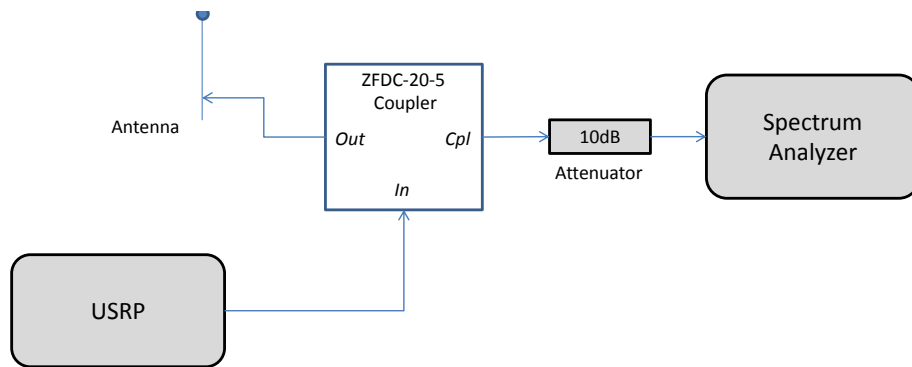 ZFDC-20-5
Coupler
Antenna
Out
Cpl
In
10dB
Attenuator
Spectrum
Analyzer
USRP